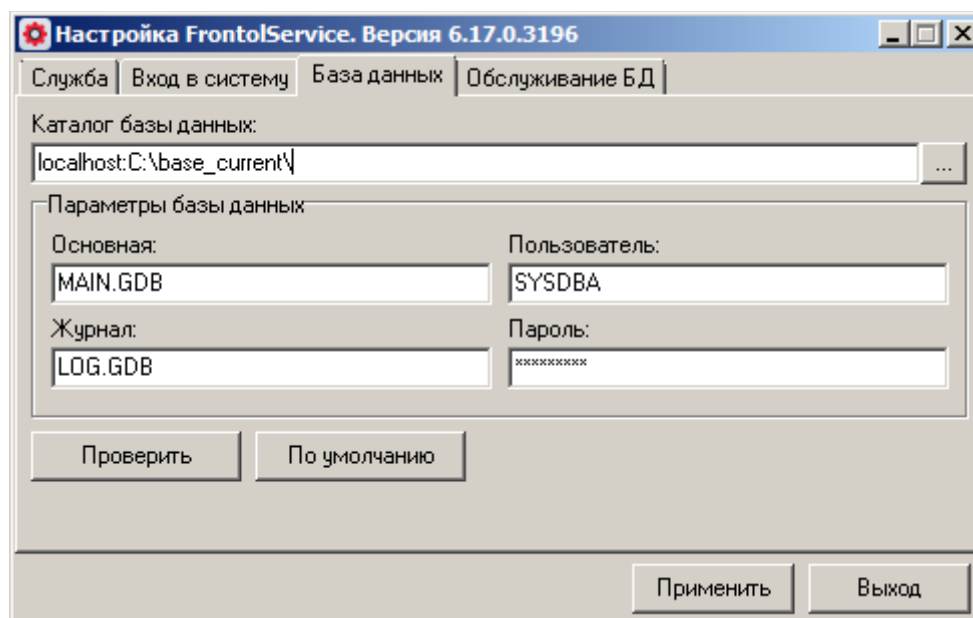 Настройка FrontolService. Версия 6.17.0.3196
Служба Вход в систему База данных Обслуживание БД
Каталог базы данных:
localhost:C:\base_current\
...
Параметры базы данных
Основная: Пользователь:
MAIN.GDB SYSDBA
Журнал: Пароль:
LOG.GDB *********
Проверить По умолчанию
Применить Выход